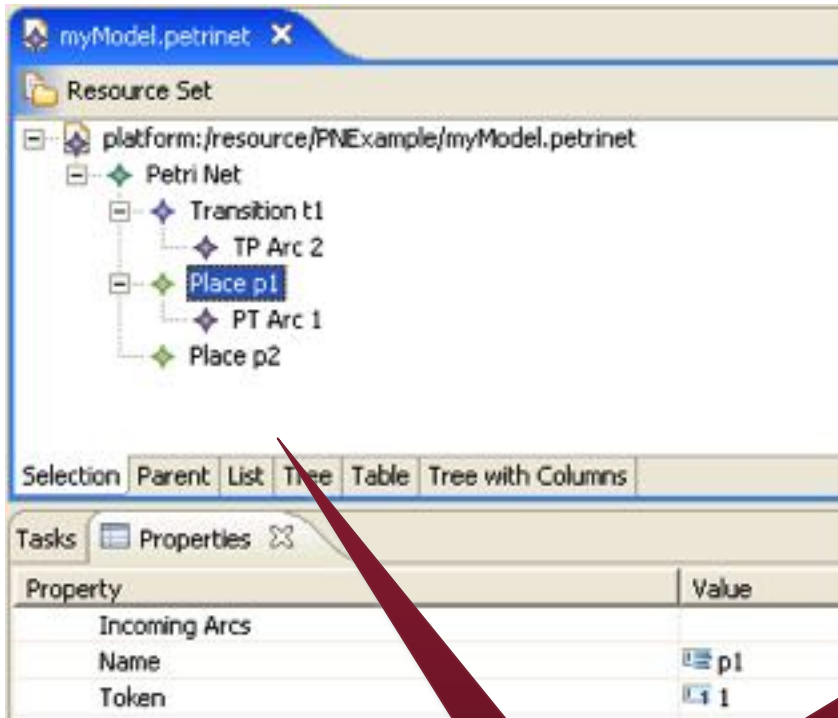 myModel.petrinet
Resource Set
platform:/resource/PNExample/myModel.petrinet
Petri Net
Transition t1
TP Arc 2
Place p1
PT Arc 1
Place p2
Selection Parent List Tree Table Tree with Columns
Tasks Properties
Property Value
Incoming Arcs
Name p1
Token 1